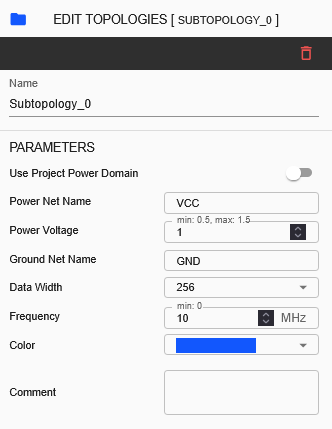 EDIT TOPOLOGIES [ SUBTOPOLOGY_0 ]
Name
Subtopology_0
PARAMETERS
Use Project Power Domain
Power Net Name VCC
min: 0.5, max: 1.5
Power Voltage 1
Ground Net Name GND
Data Width 256
min: 0
Frequency 10 MHz
Color
Comment